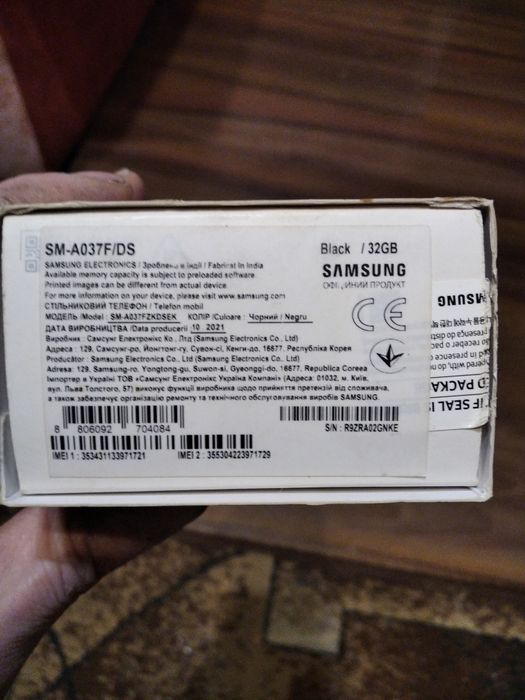 SM-A037F/DS
Black / 32GB
SAMSUNG ELECTRONICS / Зроблено в Індії / Fabricat în India
Available memory capacity is subject to preloaded software
Printed images can be different from actual device.
For more information on your device, please visit www.samsung.com
СТІЛЬНИКОВИЙ ТЕЛЕФОН / Telefon mobil
МОДЕЛЬ /Model : SM-A037FZKDSEK КОЛІР /Culoare : Чорний / Negru
ДАТА ВИРОБНИЦТВА /Data producerii 10. 2021
SAMSUNG
ОФІЦІЙНИЙ ПРОДУКТ
CE
Виробник : Самсунг Електронікс Ко., Лтд (Samsung Electronics Co., Ltd)
Адреса : 129, Самсунг-ро, Йонгтонг-гу, Сувон-сі, Кенгі-до, 16677, Республіка Корея
Producător : Samsung Electronics Co., Ltd (Samsung Electronics Co., Ltd)
Adresa: 129, Samsung-ro, Yongtong-gu, Suwon-si, Gyeonggi-do, 16677, Republica Coreea
Імпортер в Україні ТОВ «Самсунг Електронікс Україна Компані» (Адреса: 01032, м. Київ,
вул. Льва Толстого, 57) виконує функції виробника щодо прийняття претензій від споживача,
а також забезпечує організацію ремонту та технічного обслуговування виробів SAMSUNG.
8 806092 704084
S/N : R9ZRA02GNKE
IMEI 1 : 353431133971721 IMEI 2 : 355304223971729
SAMSUNG
IF SEAL IS